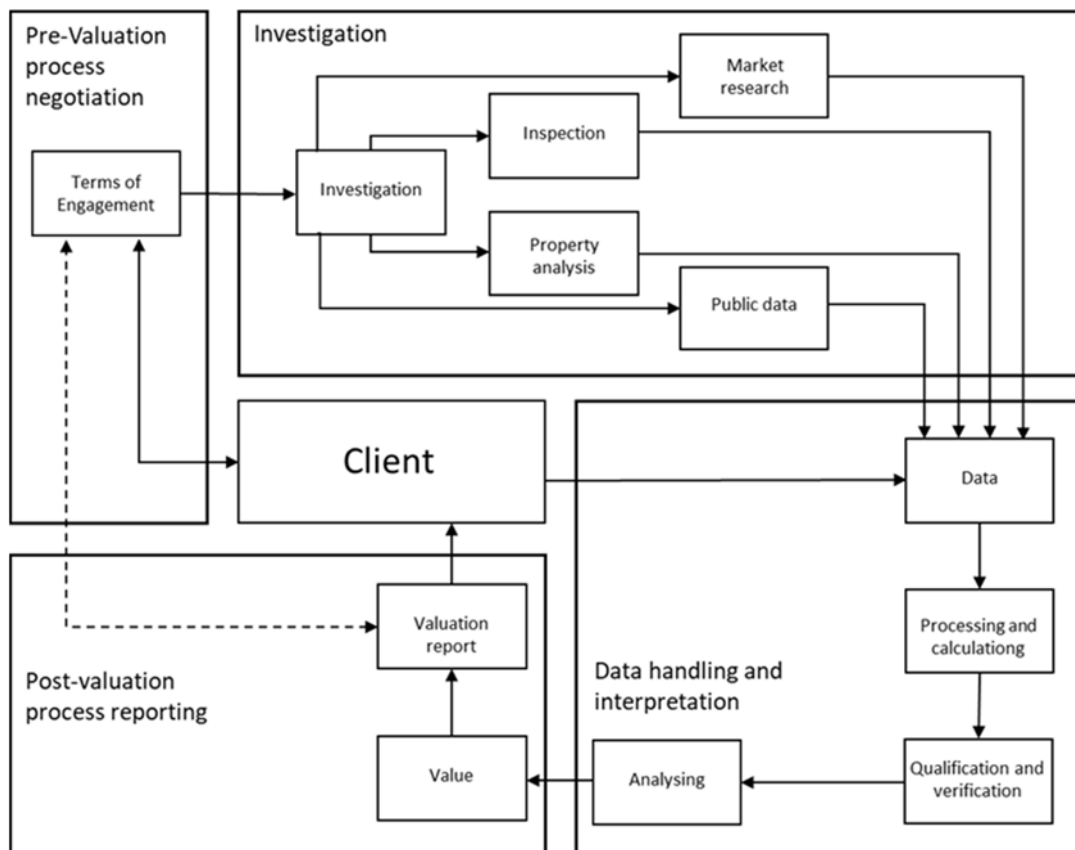 Pre-Valuation
process
negotiation
Terms of
Engagement
Investigation
Investigation
Market
research
Inspection
Property
analysis
Public data
Client
Data
Processing and
calculationg
Qualification and
verification
Data handling and
interpretation
Analysing
Valuation
report
Value
Post-valuation
process reporting